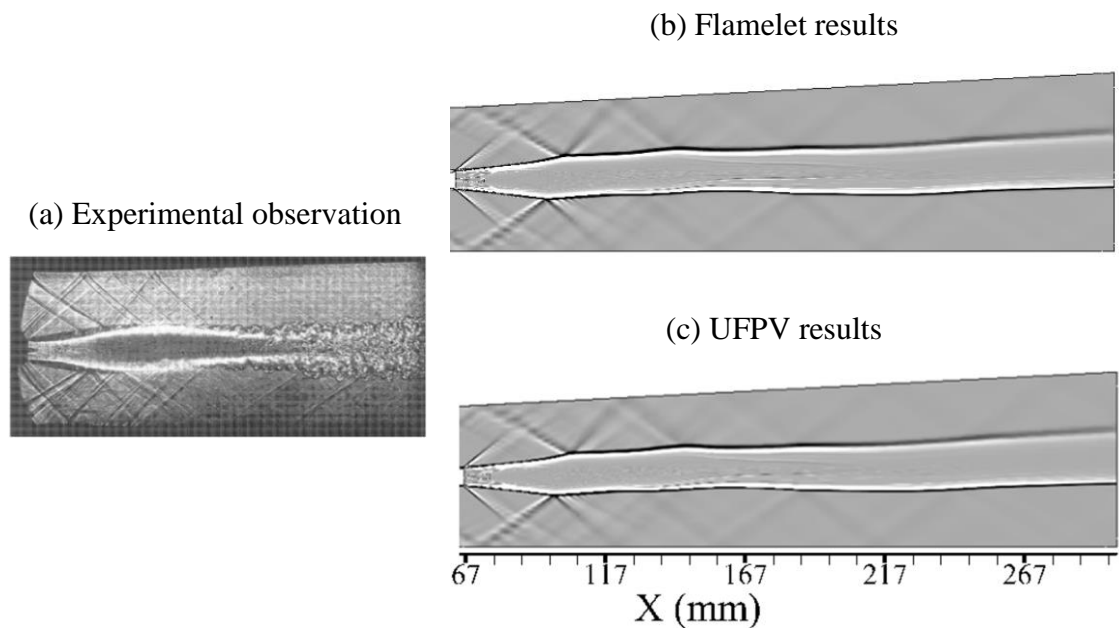 (b) Flamelet results
(a) Experimental observation
(c) UFPV results
67 117 167 217 267
X (mm)